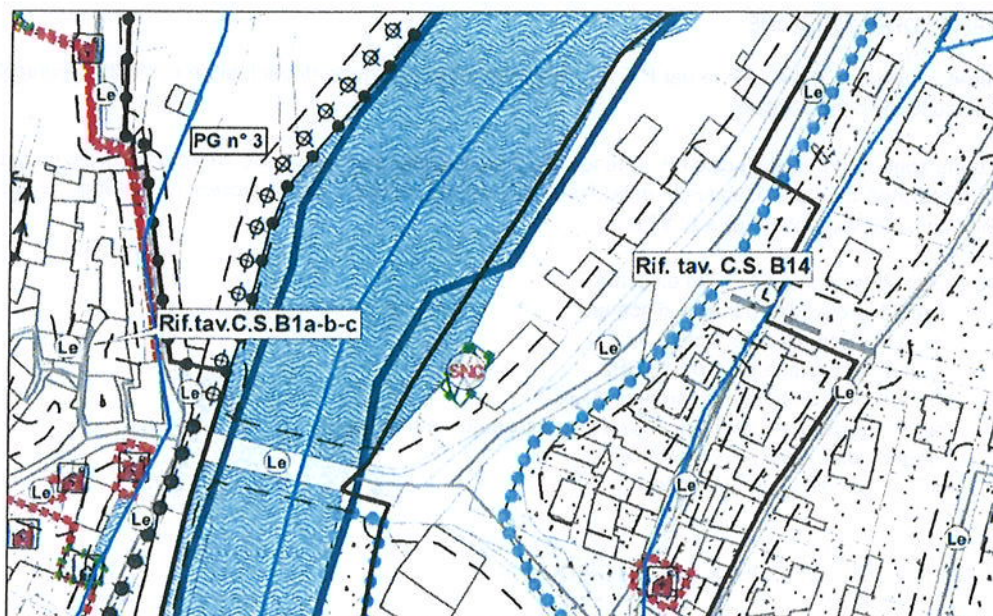 Le
Le
PG n° 3
Rif. tav. C.S. B14
L
Rif.tav.C.S.B1a-b-c
Le
Le
SNC
Le
Le
Le
Le
Le
Le
Le